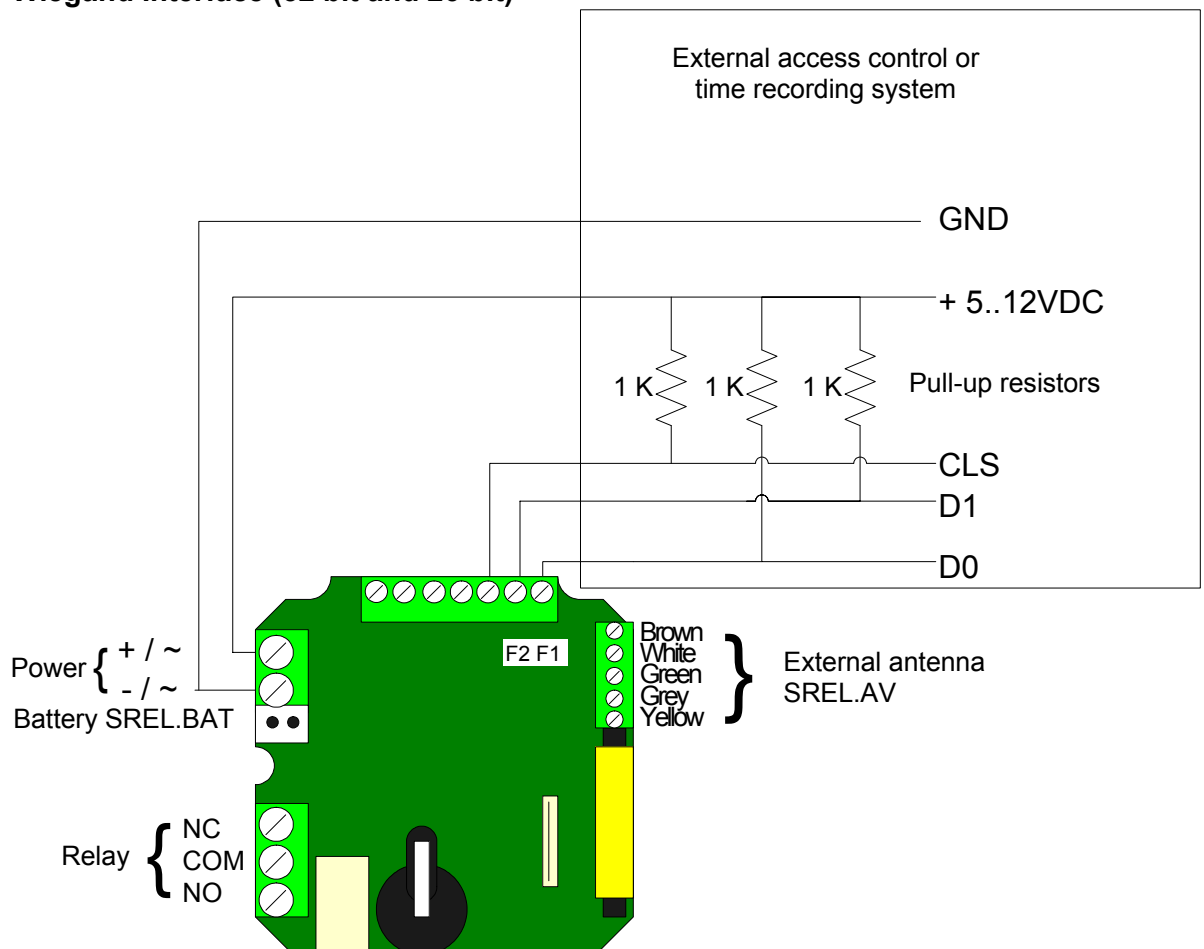 External access control or
time recording system
GND
+ 5..12VDC
1 K
1 K
1 K
Pull-up resistors
CLS
D1
D0
F2 F1
Brown
White
Green
Grey
Yellow
External antenna
SREL.AV
Power { + / ~
- / ~
Battery SREL.BAT
Relay {
NC
COM
NO